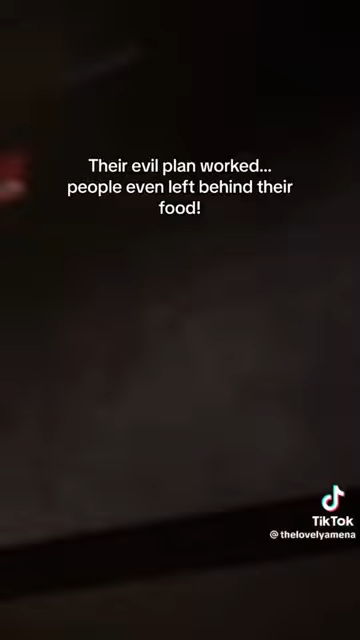 Their evil plan worked...
people even left behind their
food!
TikTok
@thelovelyamena